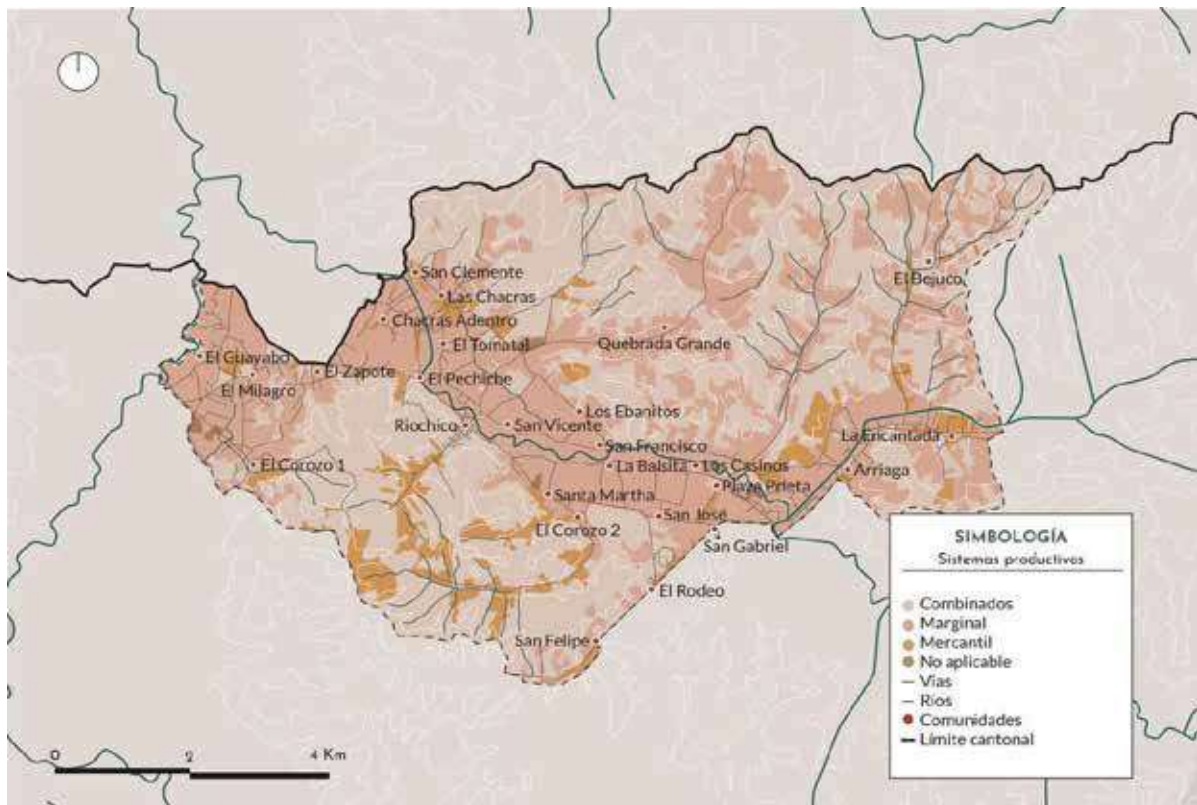 San Clemente
Las Chacras
El Bejuco
Chacras Adentro
El Tomatal
Quebrada Grande
El Guayabo
El Zapote
El Milagro
El Pechiche
Los Ebanitos
Riochico
San Vicente
La Encantada
San Francisco
El Corozo 1
La Balsita
Los Casinos
Arriaga
Playa Prieta
Santa Martha
San José
El Corozo 2
San Gabriel
El Rodeo
San Felipe
SIMBOLOGÍA
Sistemas productivos
Combinados
Marginal
Mercantil
No aplicable
Vías
Ríos
Comunidades
Límite cantonal
0
2
4 Km